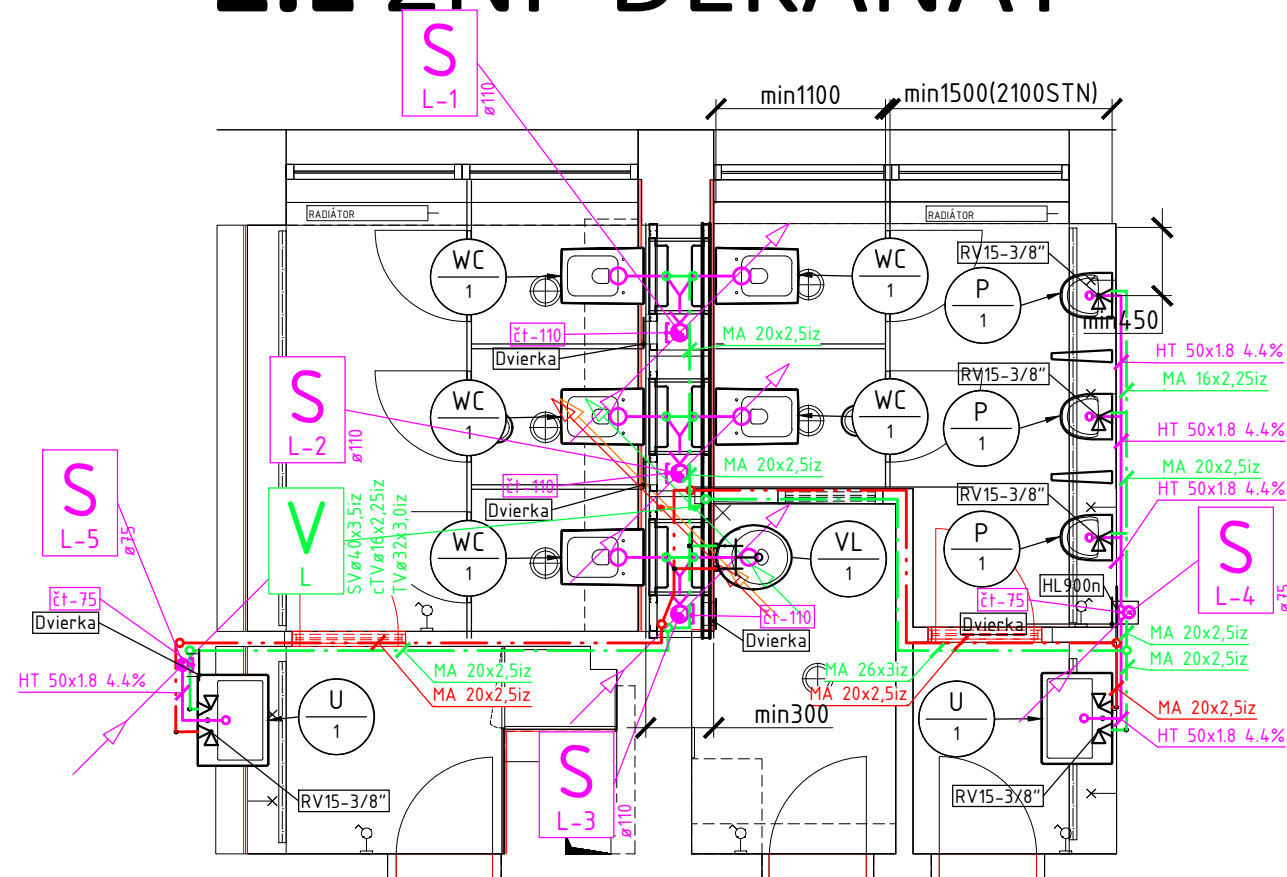 S
L-1
ø110
min1100
min1500(2100STN)
RADIÁTOR
RADIÁTOR
WC
1
WC
1
P
1
RV15-3/8"
min450
čt-110
Dvierka
MA 20x2,5iz
HT 50x1.8 4.4%
MA 16x2,25iz
S
L-2
ø110
WC
1
WC
1
P
1
RV15-3/8"
HT 50x1.8 4.4%
MA 20x2,5iz
MA 20x2,5iz
HT 50x1.8 4.4%
čt-110
Dvierka
RV15-3/8"
S
L-5
ø75
V
L
SVø40x3,5iz
cTVø16x2,25iz
TVø32x3,0iz
WC
1
VL
1
P
1
HL900n
S
L-4
ø75
čt-75
Dvierka
čt-75
Dvierka
čt-110
Dvierka
MA 20x2,5iz
MA 20x2,5iz
HT 50x1.8 4.4%
MA 20x2,5iz
MA 20x2,5iz
MA 26x3iz
MA 20x2,5iz
MA 20x2,5iz
HT 50x1.8 4.4%
U
1
min300
U
1
RV15-3/8"
RV15-3/8"
S
L-3
ø110